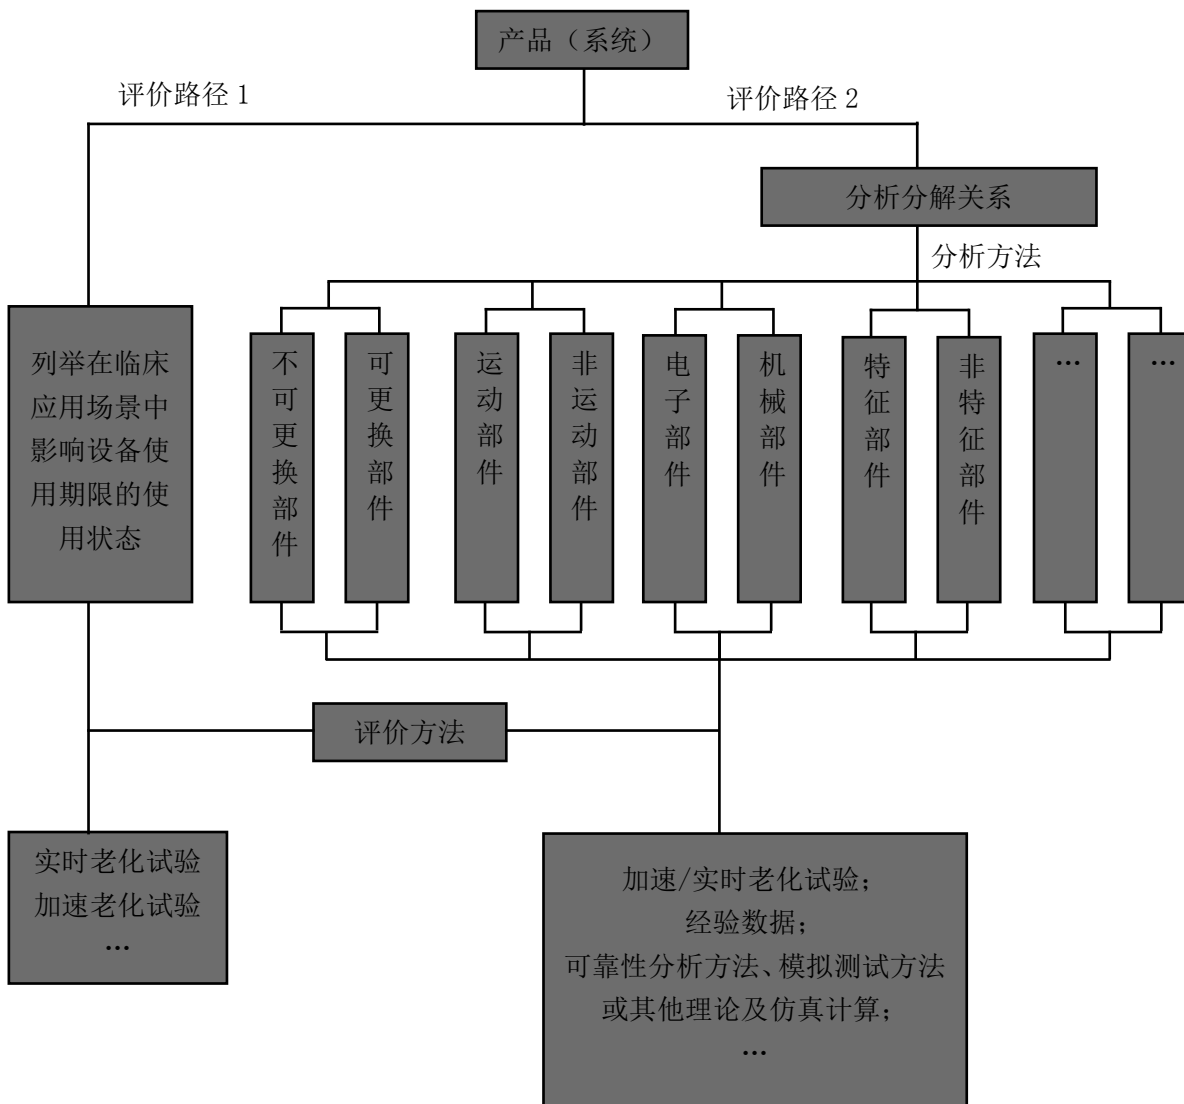 产品（系统）
评价路径 1
评价路径 2
分析分解关系
分析方法
列举在临床
应用场景中
影响设备使
用期限的使
用状态
不可更换部件
可更换部件
运动部件
非运动部件
电子部件
机械部件
特征部件
非特征部件
…
…
评价方法
实时老化试验
加速老化试验
…
加速/实时老化试验；
经验数据；
可靠性分析方法、模拟测试方法
或其他理论及仿真计算；
…